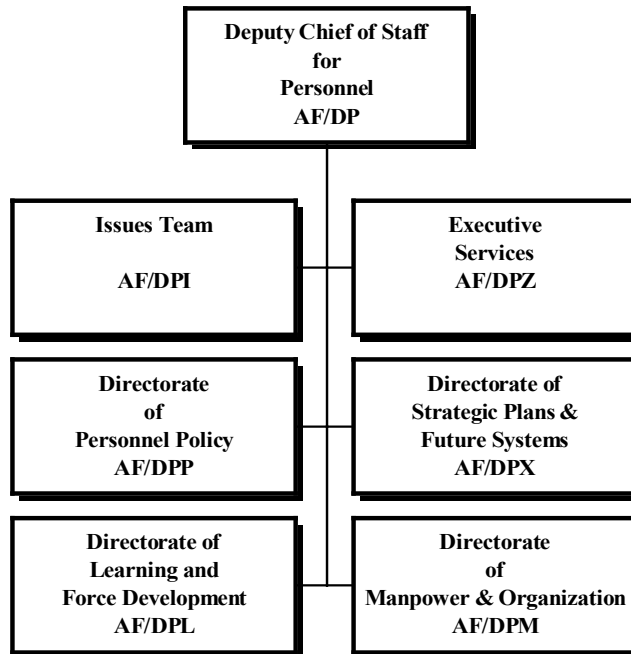 Deputy Chief of Staff
for
Personnel
AF/DP
Issues Team
AF/DPI
Executive
Services
AF/DPZ
Directorate
of
Personnel Policy
AF/DPP
Directorate of
Strategic Plans &
Future Systems
AF/DPX
Directorate of
Learning and
Force Development
AF/DPL
Directorate
of
Manpower & Organization
AF/DPM